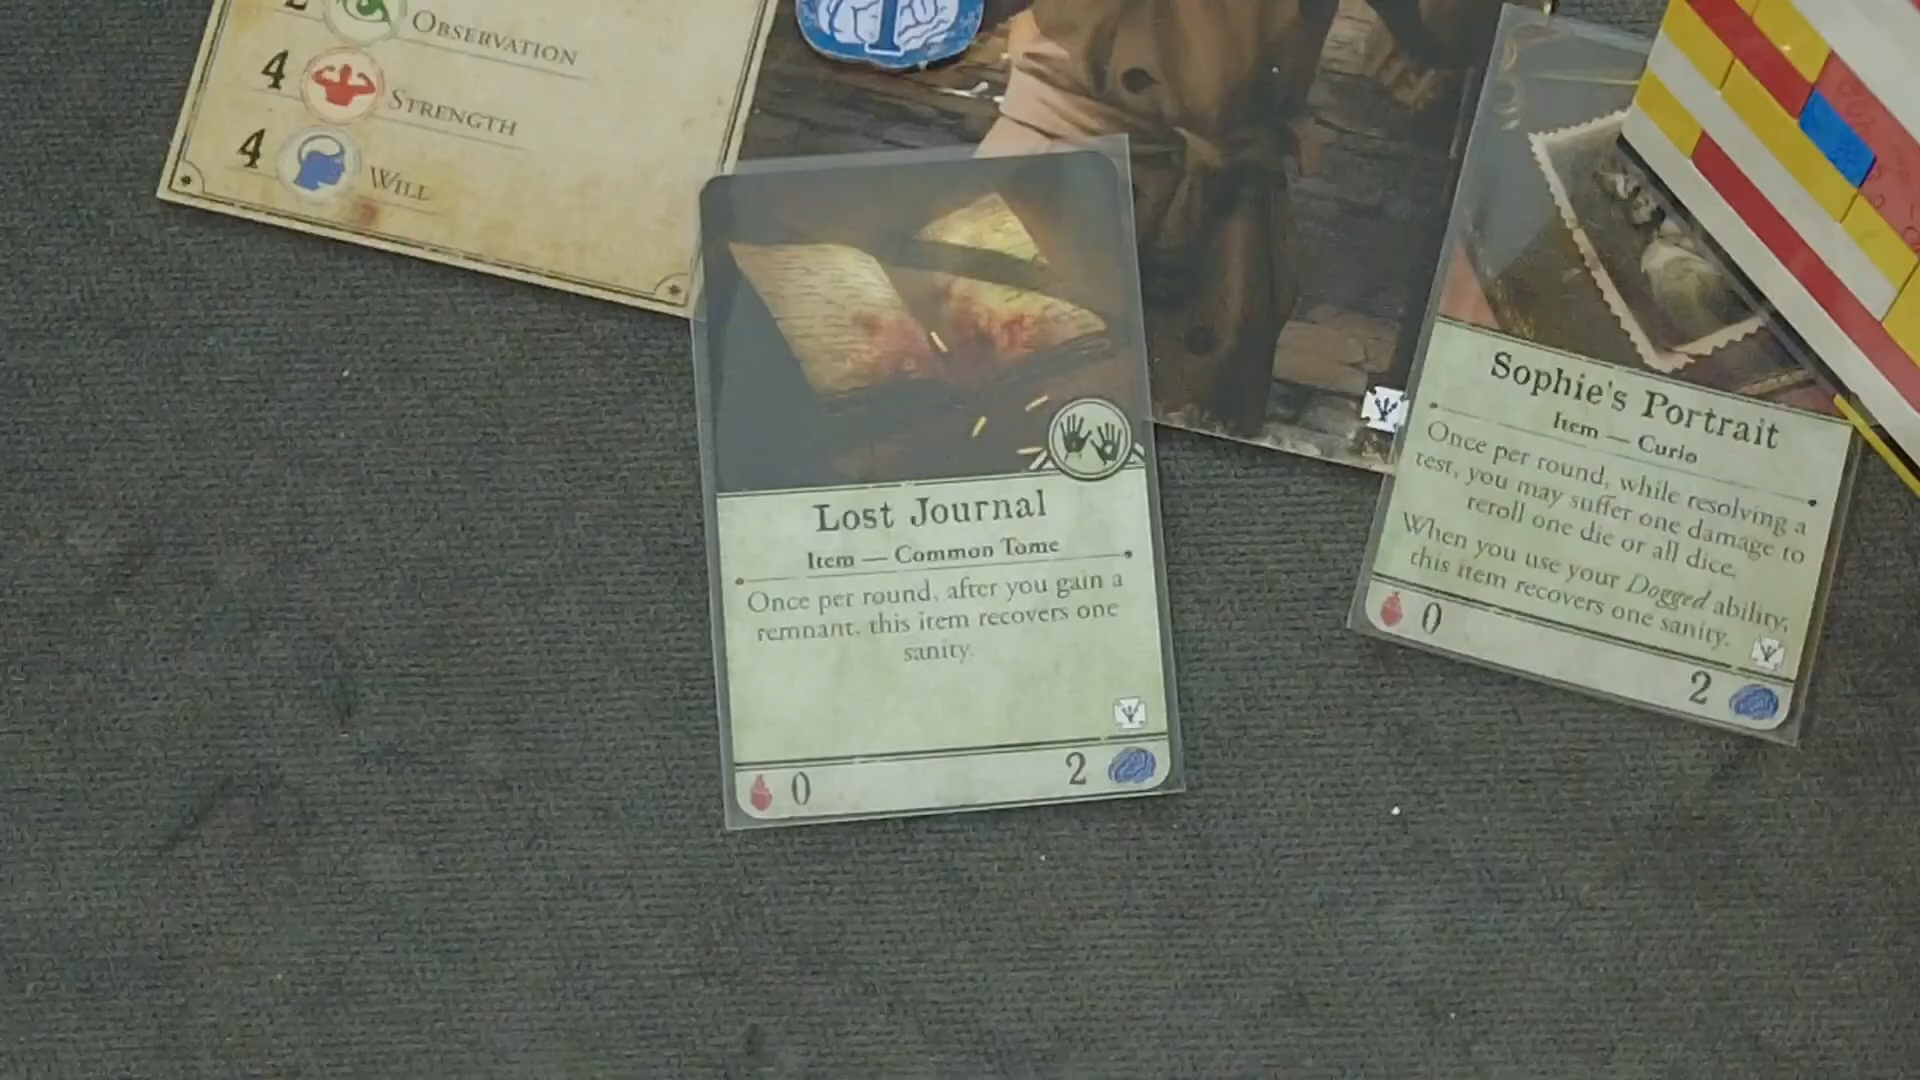 Observation
4 Strength
4 Will
Lost Journal
Item — Common Tome
Once per round, after you gain a
remnant, this item recovers one
sanity.
0 2
Sophie's Portrait
Item — Curio
Once per round, while resolving a
test, you may suffer one damage to
reroll one die or all dice.
When you use your Dogged ability,
this item recovers one sanity.
0 2